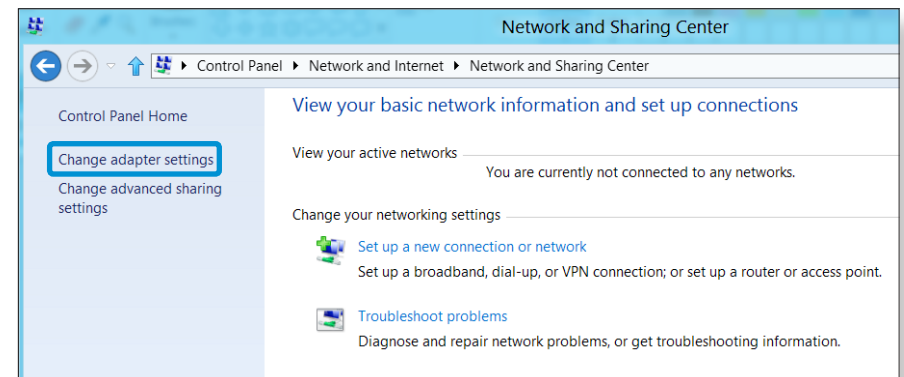 Network and Sharing Center
Control Panel Network and Internet Network and Sharing Center
Control Panel Home
Change adapter settings
Change advanced sharing
settings
View your basic network information and set up connections
View your active networks
You are currently not connected to any networks.
Change your networking settings
Set up a new connection or network
Set up a broadband, dial-up, or VPN connection; or set up a router or access point.
Troubleshoot problems
Diagnose and repair network problems, or get troubleshooting information.